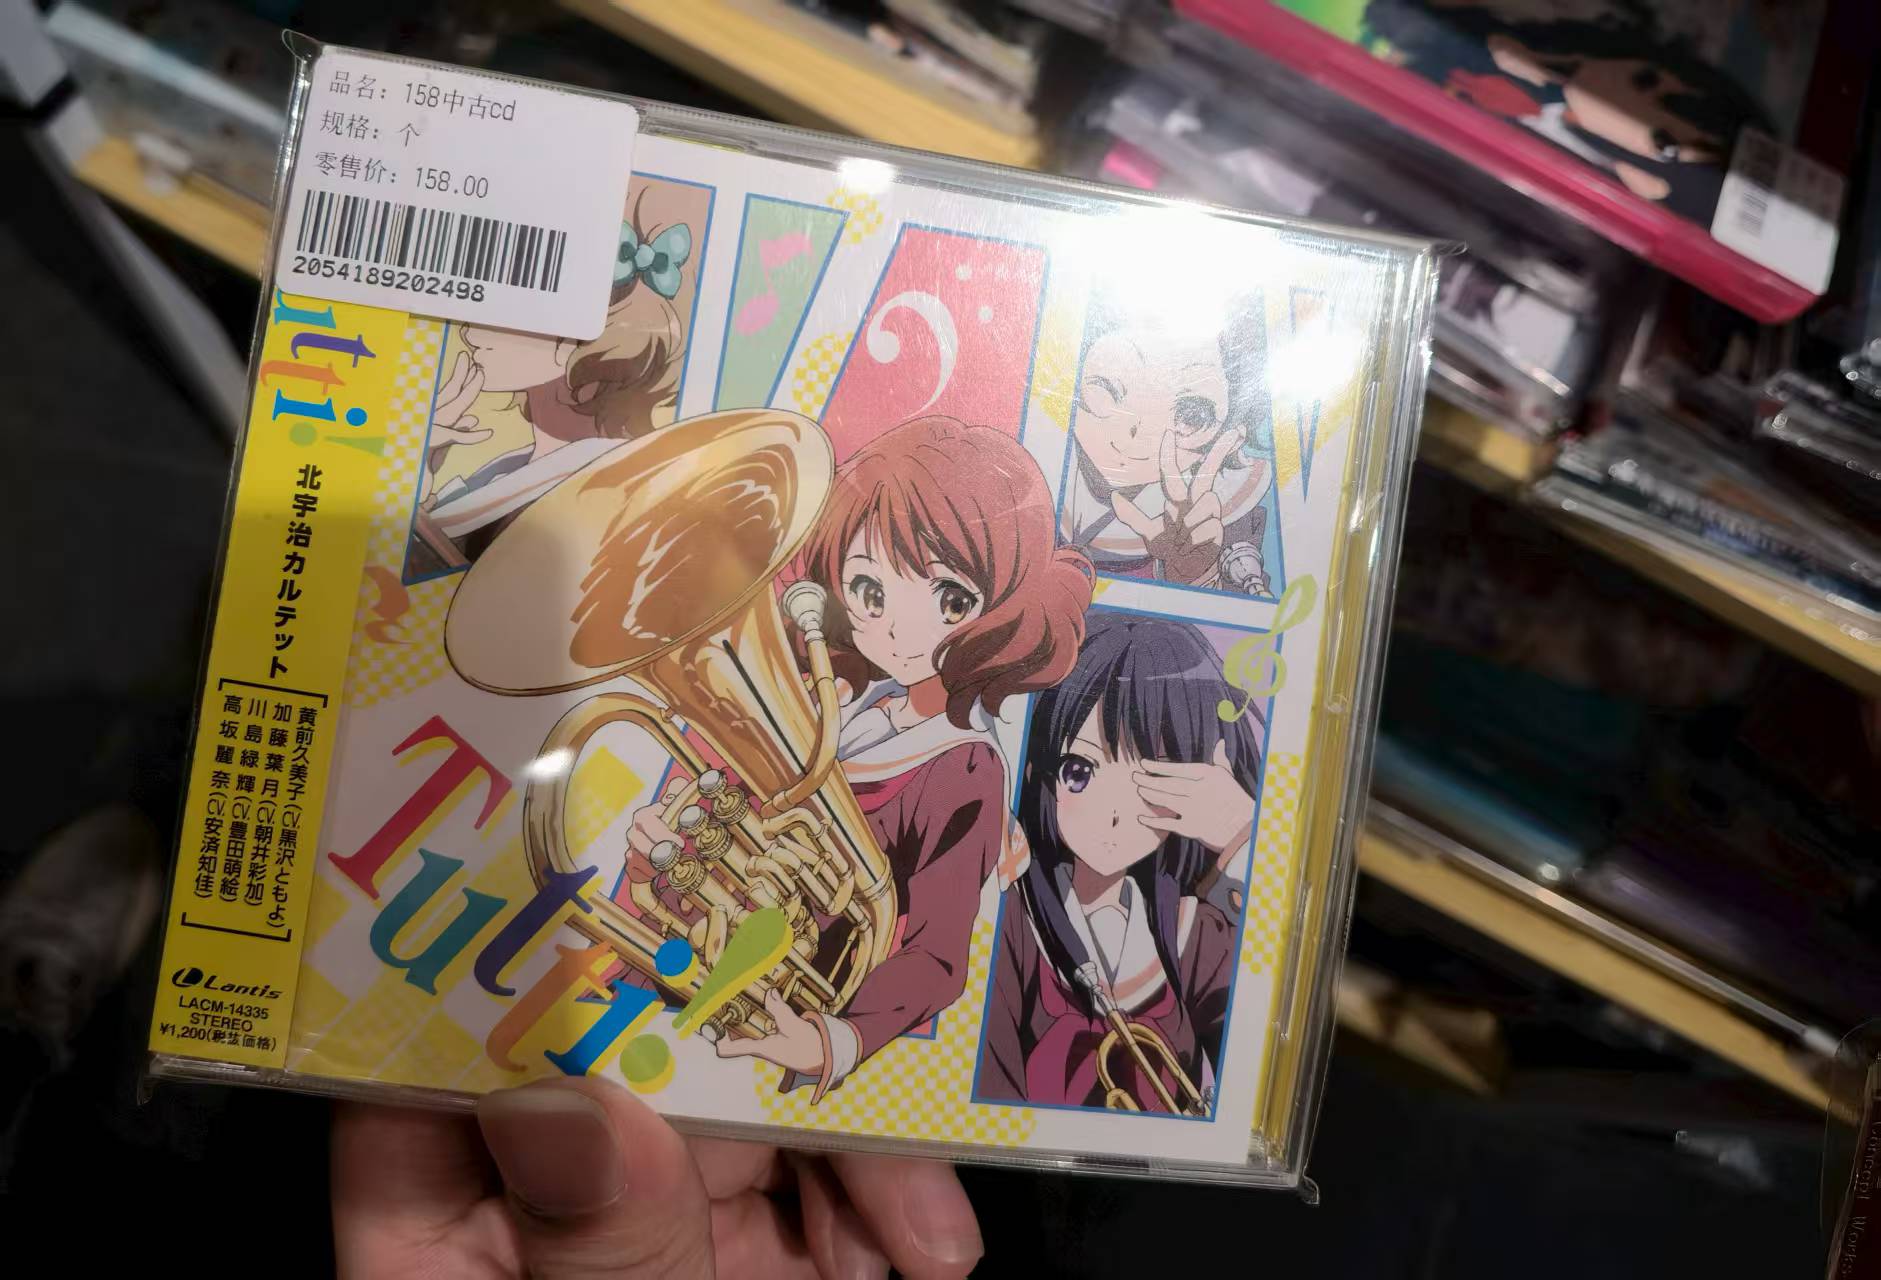 品名：158中古cd
规格：个
零售价：158.00
2054189202498
utti!
北宇治カルテット
黄前久美子(CV.黒沢ともよ)
加藤葉月(CV.朝井彩加)
川島緑輝(CV.豊田萌絵)
高坂麗奈(CV.安済知佳)
Lantis
LACM-14335
STEREO
¥1,200(税抜価格)
Tutti!